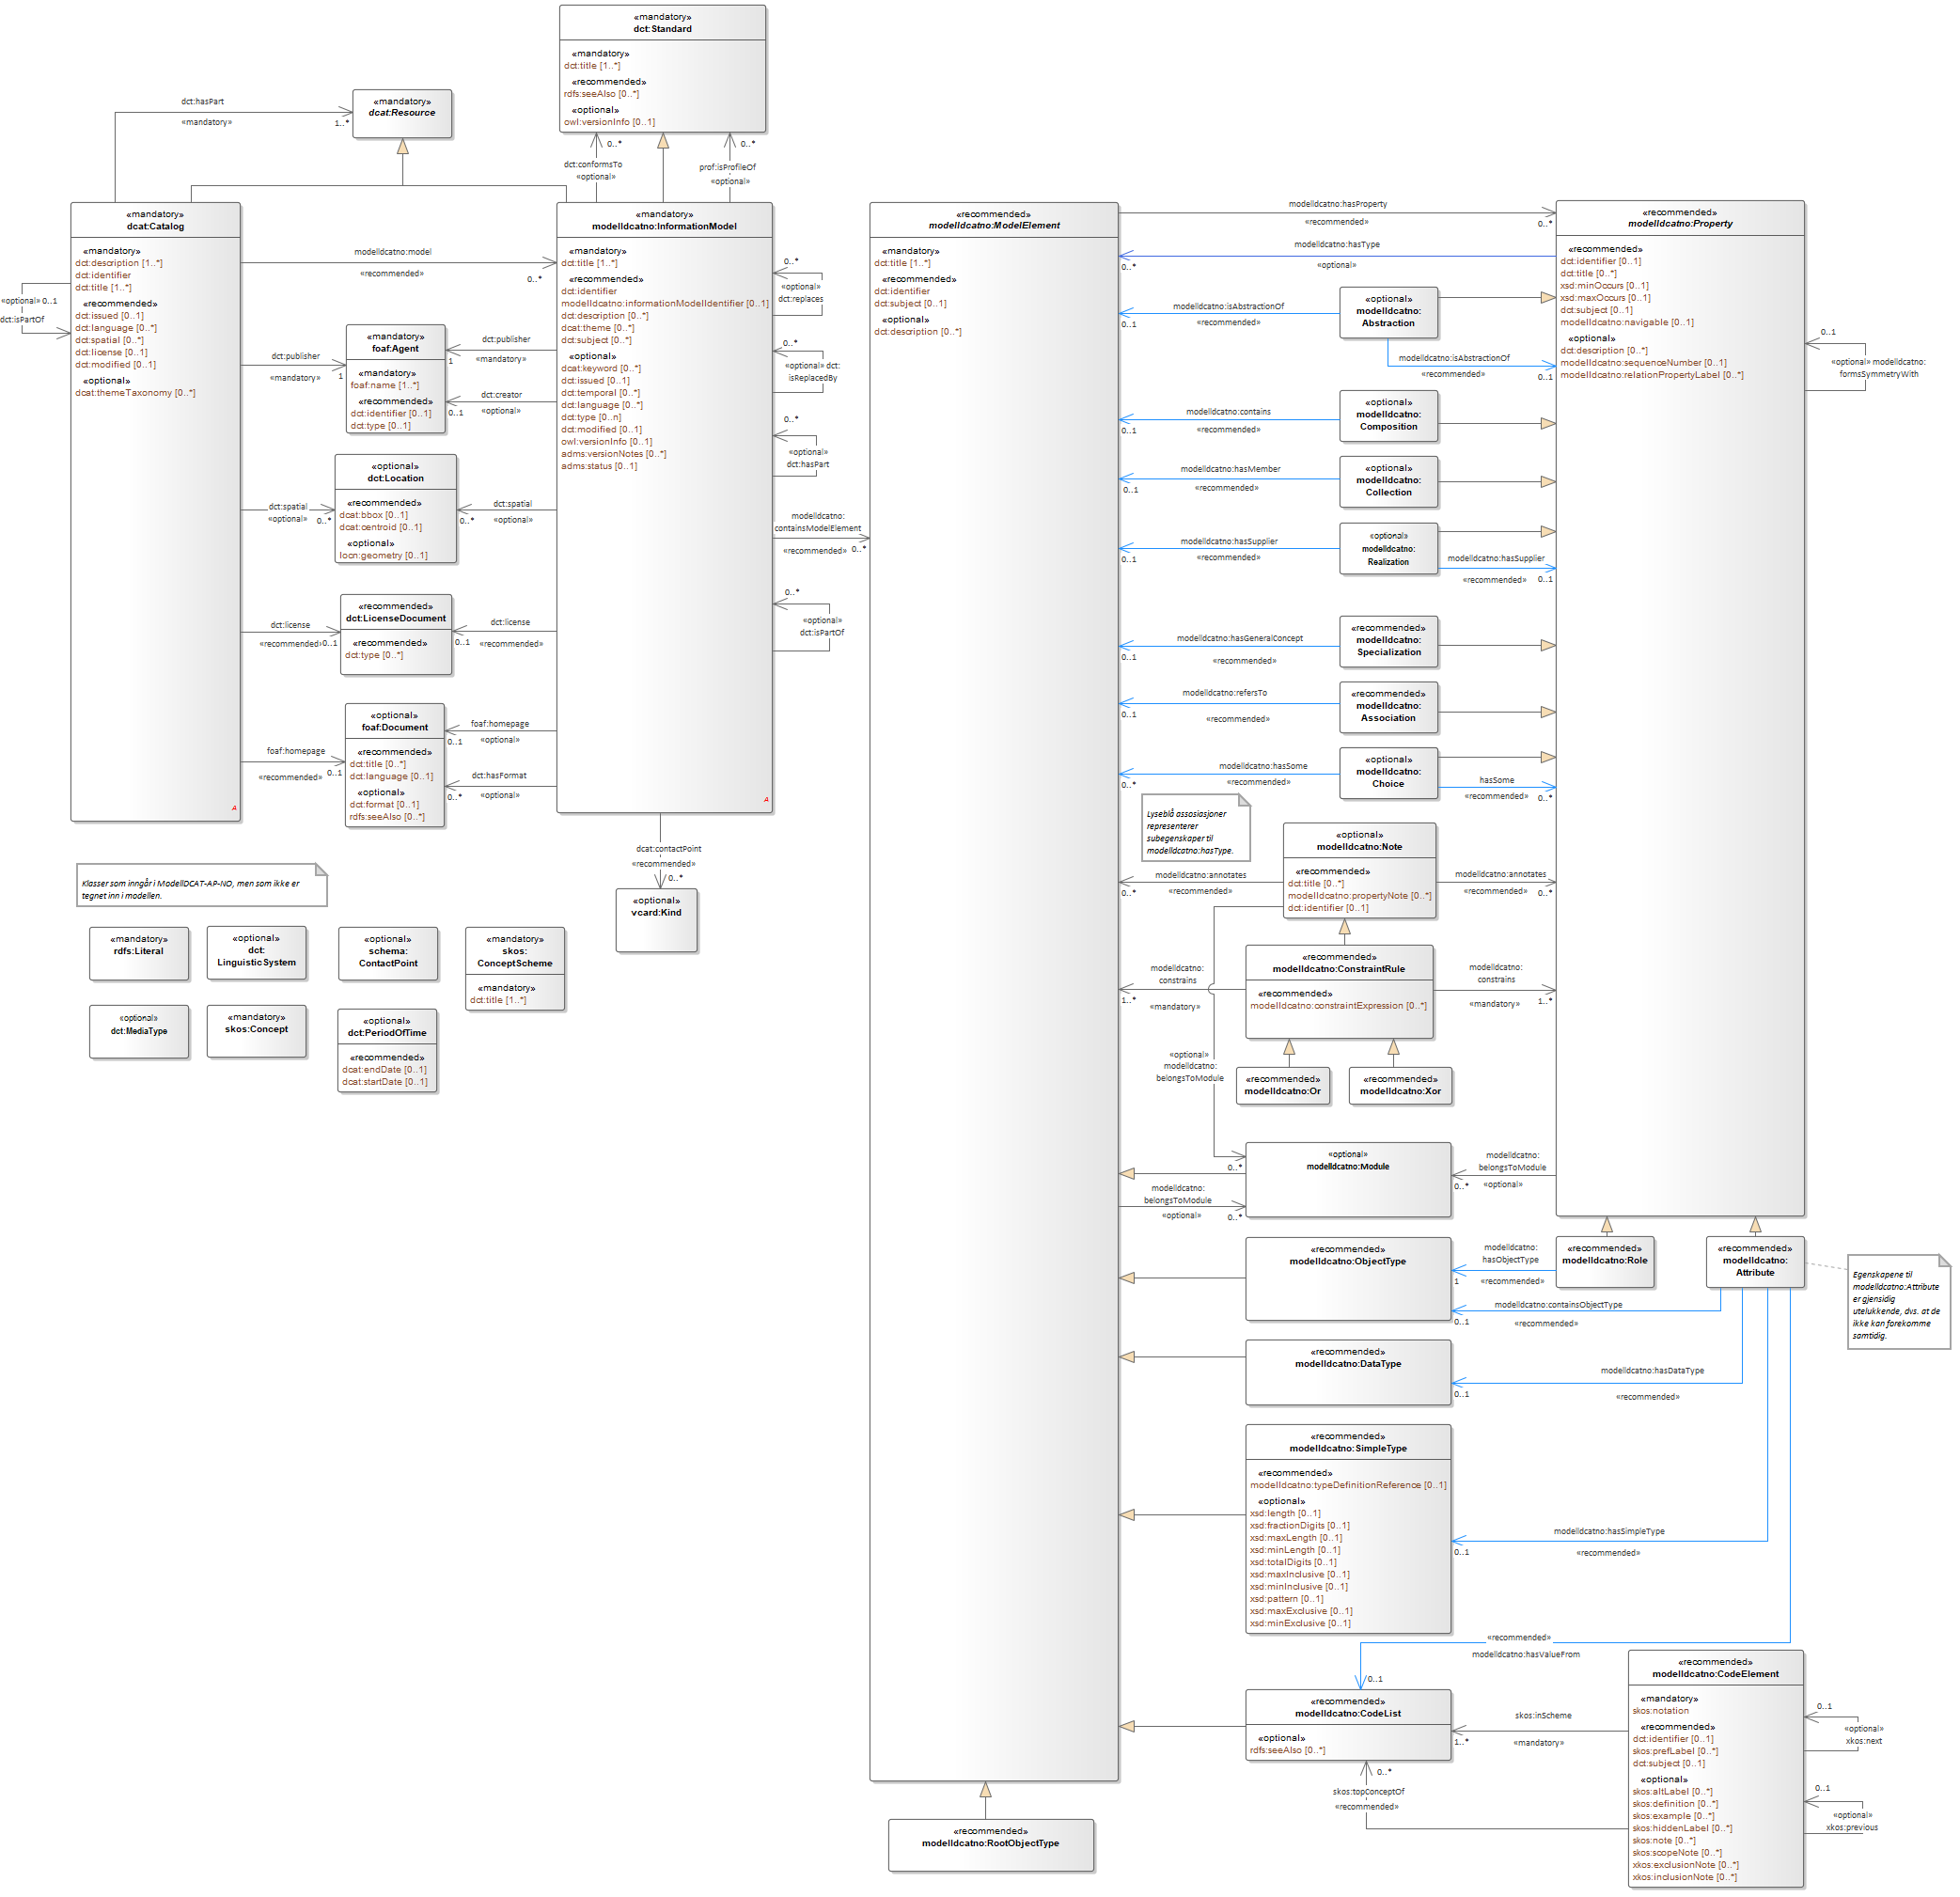 «mandatory»
dct:Standard
«mandatory»
dct:title [1..*]
«recommended»
rdfs:seeAlso [0..*]
«optional»
owl:versionInfo [0..1]
dct:hasPart
«mandatory»
1..*
«mandatory»
dcat:Resource
0..*
dct:conformsTo
«optional»
0..*
prof:isProfileOf
«optional»
«mandatory»
dcat:Catalog
«mandatory»
dct:description [1..*]
dct:identifier
dct:title [1..*]
«recommended»
dct:issued [0..1]
dct:language [0..*]
dct:spatial [0..*]
dct:license [0..1]
dct:modified [0..1]
«optional»
dcat:themeTaxonomy [0..*]
A
«optional» 0..1
dct:isPartOf
modelldcatno:model
«recommended»
0..*
dct:publisher
«mandatory»
1
«mandatory»
foaf:Agent
«mandatory»
foaf:name [1..*]
«recommended»
dct:identifier [0..1]
dct:type [0..1]
dct:publisher
1
«mandatory»
dct:creator
0..1
«optional»
«optional»
dct:Location
«recommended»
dcat:bbox [0..1]
dcat:centroid [0..1]
«optional»
locn:geometry [0..1]
dct:spatial
«optional»
0..*
dct:spatial
0..*
«optional»
«recommended»
dct:LicenseDocument
«recommended»
dct:type [0..*]
dct:license
«recommended»
0..1
dct:license
0..1
«recommended»
«optional»
foaf:Document
«recommended»
dct:title [0..*]
dct:language [0..1]
«optional»
dct:format [0..1]
rdfs:seeAlso [0..*]
foaf:homepage
«recommended»
0..1
foaf:homepage
0..1
«optional»
dct:hasFormat
0..*
«optional»
«mandatory»
modelldcatno:InformationModel
«mandatory»
dct:title [1..*]
«recommended»
dct:identifier
modelldcatno:informationModelIdentifier [0..1]
dct:description [0..*]
dcat:theme [0..*]
dct:subject [0..*]
«optional»
dcat:keyword [0..*]
dct:issued [0..1]
dct:temporal [0..*]
dct:language [0..*]
dct:type [0..n]
dct:modified [0..1]
owl:versionInfo [0..1]
adms:versionNotes [0..*]
adms:status [0..1]
A
0..*
«optional»
dct:replaces
0..*
«optional» dct:
isReplacedBy
0..*
«optional»
dct:hasPart
modelldcatno:
containsModelElement
«recommended» 0..*
0..*
«optional»
dct:isPartOf
dcat:contactPoint
«recommended»
0..*
«optional»
vcard:Kind
Klasser som inngår i ModellDCAT-AP-NO, men som ikke er
tegnet inn i modellen.
«mandatory»
rdfs:Literal
«optional»
dct:
LinguisticSystem
«optional»
schema:
ContactPoint
«mandatory»
skos:
ConceptScheme
«mandatory»
dct:title [1..*]
«optional»
dct:MediaType
«mandatory»
skos:Concept
«optional»
dct:PeriodOfTime
«recommended»
dcat:endDate [0..1]
dcat:startDate [0..1]
«recommended»
modelldcatno:ModelElement
«mandatory»
dct:title [1..*]
«recommended»
dct:identifier
dct:subject [0..1]
«optional»
dct:description [0..*]
modelldcatno:hasProperty
«recommended»
0..*
modelldcatno:hasType
«optional»
0..*
«recommended»
modelldcatno:Property
«recommended»
dct:identifier [0..1]
dct:title [0..*]
xsd:minOccurs [0..1]
xsd:maxOccurs [0..1]
dct:subject [0..1]
modelldcatno:navigable [0..1]
«optional»
dct:description [0..*]
modelldcatno:sequenceNumber [0..1]
modelldcatno:relationPropertyLabel [0..*]
0..1
«optional» modelldcatno:
formsSymmetryWith
modelldcatno:isAbstractionOf
«recommended»
0..1
«optional»
modelldcatno:
Abstraction
modelldcatno:isAbstractionOf
«recommended»
0..1
modelldcatno:contains
«recommended»
0..1
«optional»
modelldcatno:
Composition
modelldcatno:hasMember
«recommended»
0..1
«optional»
modelldcatno:
Collection
modelldcatno:hasSupplier
«recommended»
0..1
«optional»
modelldcatno:
Realization
modelldcatno:hasSupplier
«recommended»
0..1
modelldcatno:hasGeneralConcept
«recommended»
0..1
«recommended»
modelldcatno:
Specialization
modelldcatno:refersTo
«recommended»
0..1
«recommended»
modelldcatno:
Association
modelldcatno:hasSome
«recommended»
0..*
«optional»
modelldcatno:
Choice
hasSome
«recommended»
0..*
Lyseblå assosiasjoner
representerer
subegenskaper til
modelldcatno:hasType.
«optional»
modelldcatno:Note
«recommended»
dct:title [0..*]
modelldcatno:propertyNote [0..*]
dct:identifier [0..1]
modelldcatno:annotates
«recommended»
0..*
modelldcatno:annotates
«recommended»
0..*
«recommended»
modelldcatno:ConstraintRule
«recommended»
modelldcatno:constraintExpression [0..*]
modelldcatno:
constrains
«mandatory»
1..*
modelldcatno:
constrains
«mandatory»
1..*
«optional»
modelldcatno:
belongsToModule
0..*
«recommended»
modelldcatno:Or
«recommended»
modelldcatno:Xor
«optional»
modelldcatno:Module
modelldcatno:
belongsToModule
«optional»
0..*
modelldcatno:
belongsToModule
«optional»
0..*
«recommended»
modelldcatno:ObjectType
modelldcatno:
hasObjectType
«recommended»
1
«recommended»
modelldcatno:Role
«recommended»
modelldcatno:
Attribute
Egenskapene til
modelldcatno:Attribute
er gjensidig
utelukkende, dvs. at de
ikke kan forekomme
samtidig.
modelldcatno:containsObjectType
«recommended»
0..1
«recommended»
modelldcatno:DataType
modelldcatno:hasDataType
«recommended»
0..1
«recommended»
modelldcatno:SimpleType
«recommended»
modelldcatno:typeDefinitionReference [0..1]
«optional»
xsd:length [0..1]
xsd:fractionDigits [0..1]
xsd:maxLength [0..1]
xsd:minLength [0..1]
xsd:totalDigits [0..1]
xsd:maxInclusive [0..1]
xsd:minInclusive [0..1]
xsd:pattern [0..1]
xsd:maxExclusive [0..1]
xsd:minExclusive [0..1]
modelldcatno:hasSimpleType
«recommended»
0..1
«recommended»
modelldcatno:hasValueFrom
0..1
«recommended»
modelldcatno:CodeList
«optional»
rdfs:seeAlso [0..*]
skos:inScheme
«mandatory»
1..*
0..*
skos:topConceptOf
«recommended»
«recommended»
modelldcatno:CodeElement
«mandatory»
skos:notation
«recommended»
dct:identifier [0..1]
skos:prefLabel [0..*]
dct:subject [0..1]
«optional»
skos:altLabel [0..*]
skos:definition [0..*]
skos:example [0..*]
skos:hiddenLabel [0..*]
skos:note [0..*]
skos:scopeNote [0..*]
xkos:exclusionNote [0..*]
xkos:inclusionNote [0..*]
0..1
«optional»
xkos:next
0..1
«optional»
xkos:previous
«recommended»
modelldcatno:RootObjectType